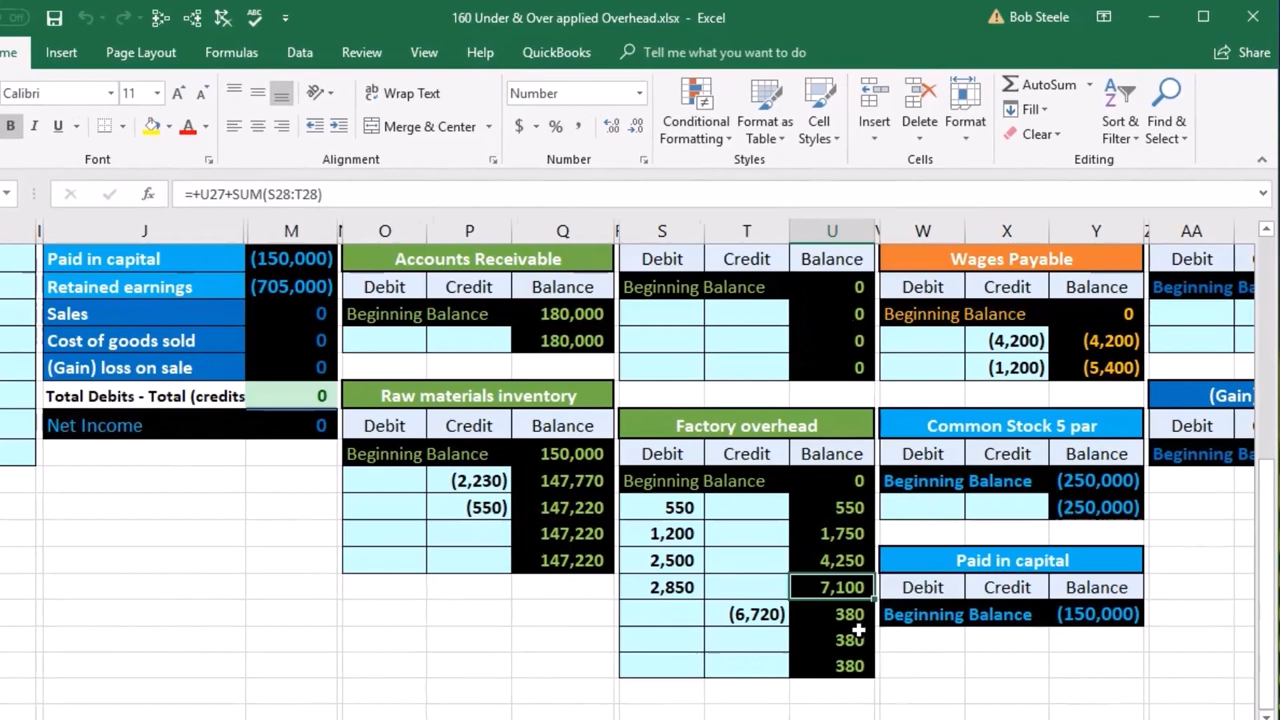 Off
ABC
160 Under & Over applied Overhead.xlsx - Excel
Bob Steele
me Insert Page Layout Formulas Data Review View Help QuickBooks Tell me what you want to do Share
Calibri 11 A A Wrap Text Number AutoSum
B I U A Merge & Center $ % , Conditional Formatting Format as Table Cell Styles Insert Delete Format Fill Clear Sort & Filter Find & Select
Font Alignment Number Styles Cells Editing
fx =+U27+SUM(S28:T28)
I J M N O P Q R S T U V W X Y Z AA
Paid in capital (150,000) Accounts Receivable Debit Credit Balance Wages Payable Debit
Retained earnings (705,000) Debit Credit Balance Beginning Balance 0 Debit Credit Balance Beginning Ba
Sales 0 Beginning Balance 180,000 0 Beginning Balance 0
Cost of goods sold 0 180,000 0 (4,200) (4,200)
(Gain) loss on sale 0 0 (1,200) (5,400)
Total Debits - Total (credits 0 Raw materials inventory (Gain)
Net Income 0 Debit Credit Balance Factory overhead Common Stock 5 par Debit
Beginning Balance 150,000 Debit Credit Balance Debit Credit Balance Beginning Ba
(2,230) 147,770 Beginning Balance 0 Beginning Balance (250,000)
(550) 147,220 550 550 (250,000)
147,220 1,200 1,750
147,220 2,500 4,250 Paid in capital
2,850 7,100 Debit Credit Balance
(6,720) 380 Beginning Balance (150,000)
380
380